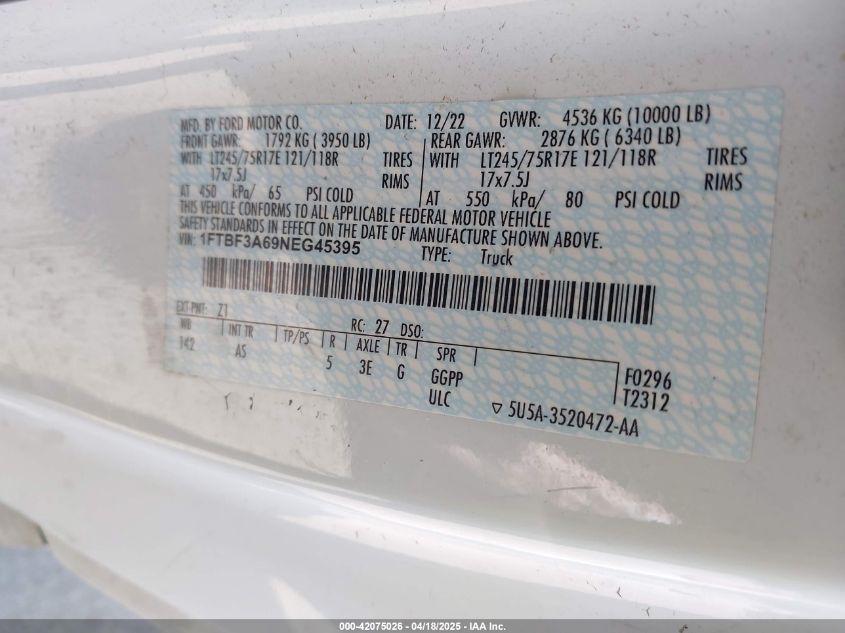 MFD. BY FORD MOTOR CO. DATE: 12/22 GVWR: 4536 KG (10000 LB)
FRONT GAWR: 1792 KG ( 3950 LB) REAR GAWR: 2876 KG ( 6340 LB)
WITH LT245/75R17E 121/118R TIRES WITH LT245/75R17E 121/118R TIRES
17x7.5J RIMS 17x7.5J RIMS
AT 450 kPa/ 65 PSI COLD AT 550 kPa/ 80 PSI COLD
THIS VEHICLE CONFORMS TO ALL APPLICABLE FEDERAL MOTOR VEHICLE
SAFETY STANDARDS IN EFFECT ON THE DATE OF MANUFACTURE SHOWN ABOVE.
VIN: 1FTBF3A69NEG45395 TYPE: Truck
EXT PNT: Z1 RC: 27 DSO:
WB INT TR TP/PS R AXLE TR SPR
142 AS 5 3E G GGPP
ULC
F0296
T2312
▽ 5U5A-3520472-AA
000-42075026 - 04/18/2025 - IAA Inc.